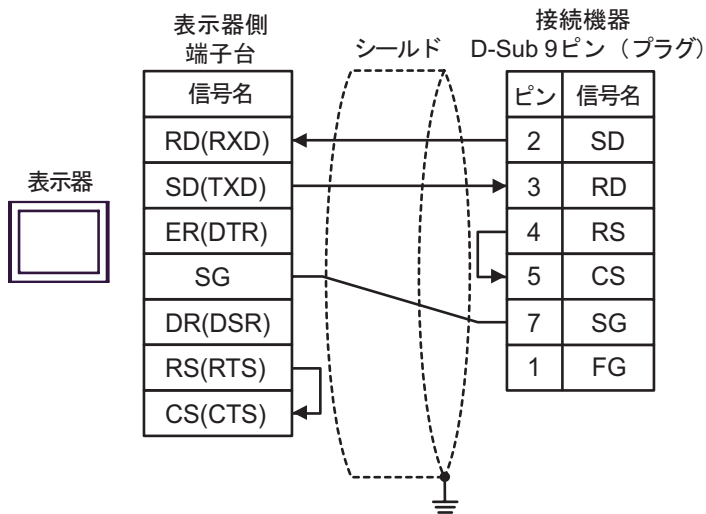 表示器側
端子台
シールド
接続機器
D-Sub 9ピン（プラグ）
信号名
RD(RXD)
SD(TXD)
ER(DTR)
SG
DR(DSR)
RS(RTS)
CS(CTS)
表示器
ピン 信号名
2 SD
3 RD
4 RS
5 CS
7 SG
1 FG